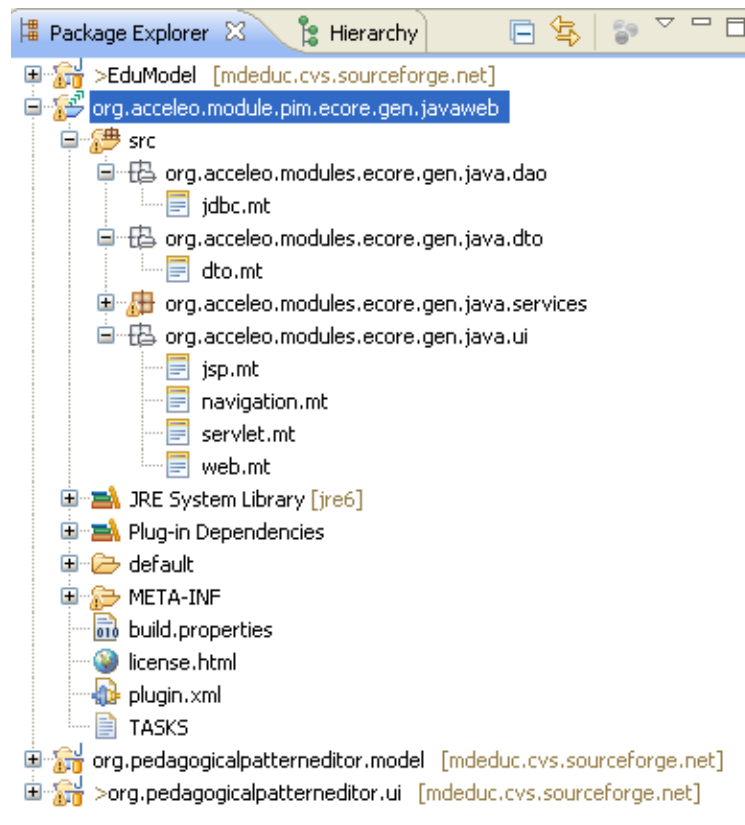 Package Explorer Hierarchy
>EduModel [mdeduc.cvs.sourceforge.net]
org.acceleo.module.pim.ecore.gen.javaweb
src
org.acceleo.modules.ecore.gen.java.dao
jdbc.mt
org.acceleo.modules.ecore.gen.java.dto
dto.mt
org.acceleo.modules.ecore.gen.java.services
org.acceleo.modules.ecore.gen.java.ui
jsp.mt
navigation.mt
servlet.mt
web.mt
JRE System Library [jre6]
Plug-in Dependencies
default
META-INF
010 build.properties
license.html
plugin.xml
TASKS
org.pedagogicalpatterneditor.model [mdeduc.cvs.sourceforge.net]
>org.pedagogicalpatterneditor.ui [mdeduc.cvs.sourceforge.net]